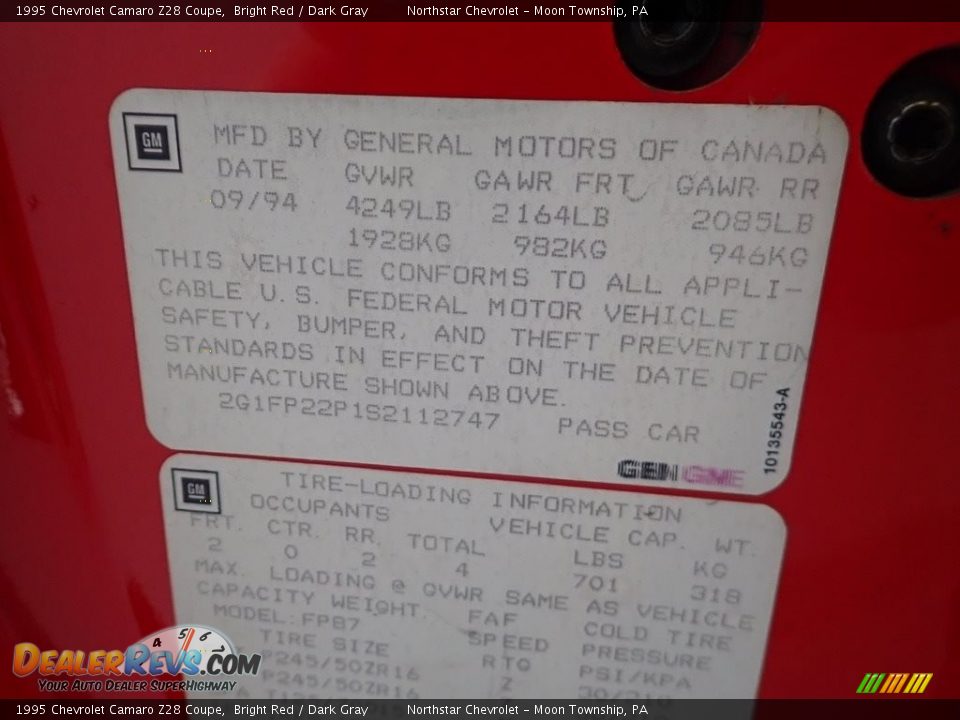 1995 Chevrolet Camaro Z28 Coupe, Bright Red / Dark Gray Northstar Chevrolet - Moon Township, PA
GM
MFD BY GENERAL MOTORS OF CANADA
DATE GVWR GAWR FRT GAWR RR
09/94 4249LB 2164LB 2085LB
1928KG 982KG 946KG
THIS VEHICLE CONFORMS TO ALL APPLI-
CABLE U.S. FEDERAL MOTOR VEHICLE
SAFETY, BUMPER, AND THEFT PREVENTION
STANDARDS IN EFFECT ON THE DATE OF
MANUFACTURE SHOWN ABOVE.
2G1FP22P1S2112747 PASS CAR
10135543-A
GEN GME
GM
TIRE-LOADING INFORMATION
OCCUPANTS VEHICLE CAP. WT.
FRT. CTR. RR. TOTAL LBS KG
2 0 2 4 701 318
MAX. LOADING @ GVWR SAME AS VEHICLE
CAPACITY WEIGHT. FAF COLD TIRE
MODEL:FPB7 SPEED PRESSURE
TIRE SIZE RTG PSI/KPA
P245/50ZR16 Z
P245/50ZR16
4 5 6
DEALERREVS.COM
YOUR AUTO DEALER SUPERHIGHWAY
1995 Chevrolet Camaro Z28 Coupe, Bright Red / Dark Gray Northstar Chevrolet - Moon Township, PA